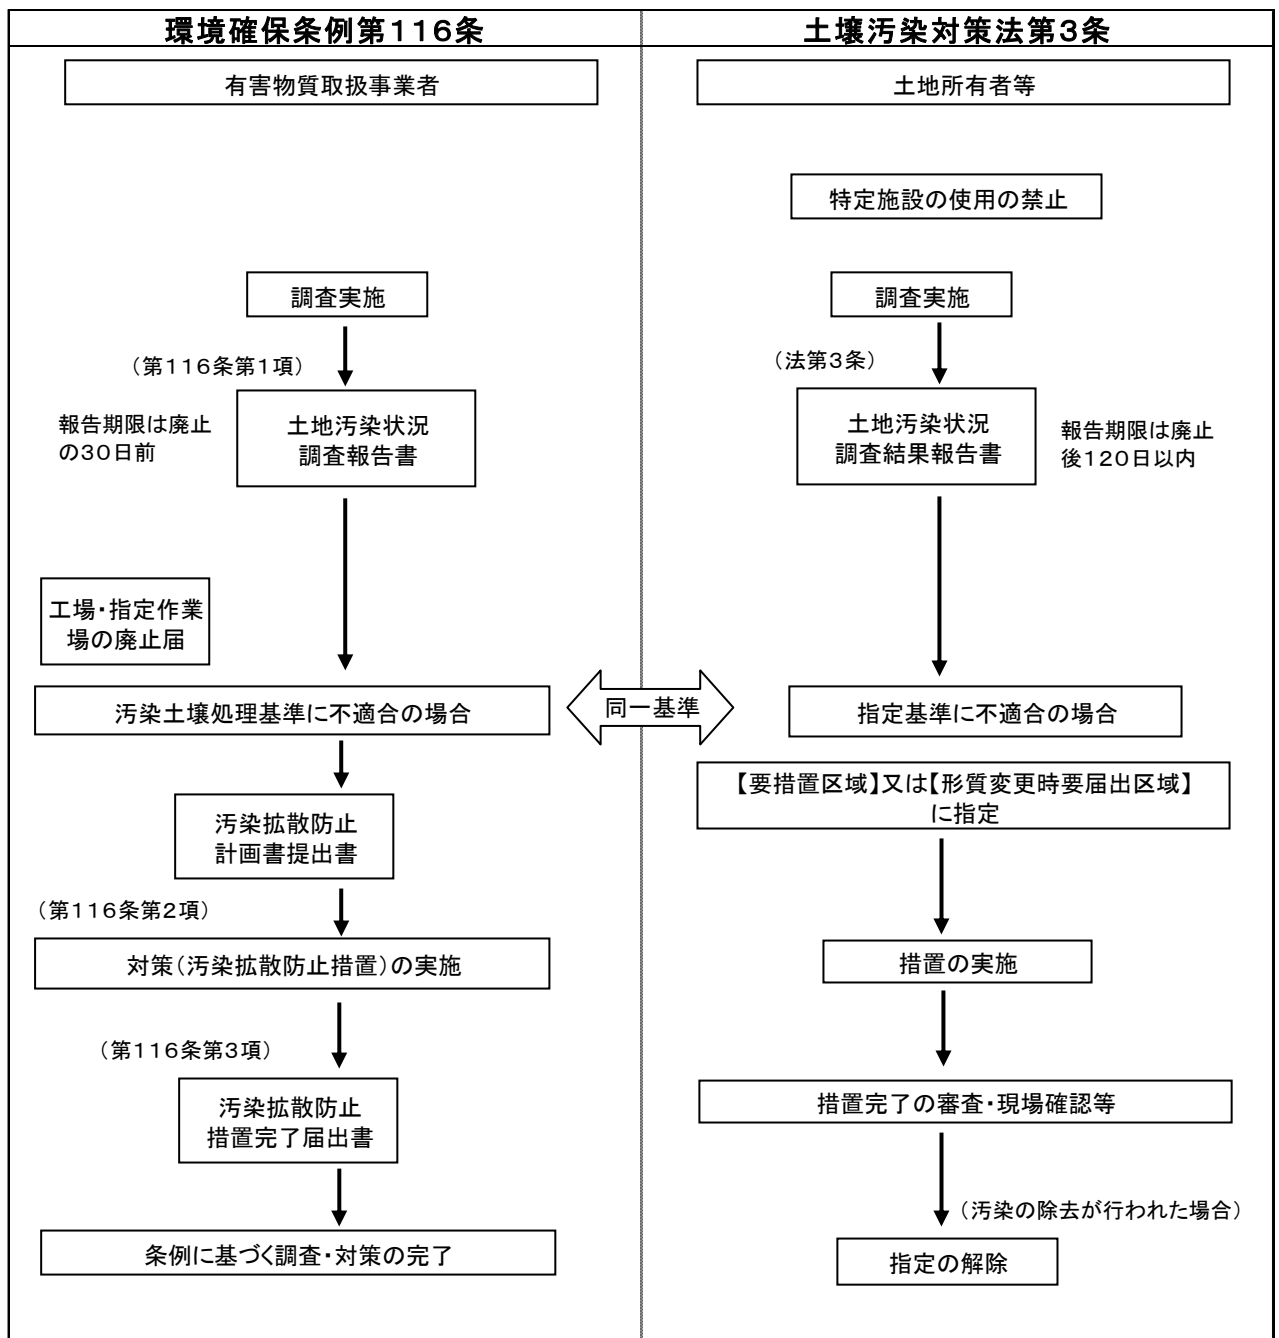 環境確保条例第116条
有害物質取扱事業者
調査実施
（第116条第1項）
報告期限は廃止
の30日前
土地汚染状況
調査報告書
工場・指定作業
場の廃止届
汚染土壌処理基準に不適合の場合
汚染拡散防止
計画書提出書
（第116条第2項）
対策（汚染拡散防止措置）の実施
（第116条第3項）
汚染拡散防止
措置完了届出書
条例に基づく調査・対策の完了
同一基準
土壌汚染対策法第3条
土地所有者等
特定施設の使用の禁止
調査実施
（法第3条）
土地汚染状況
調査結果報告書
報告期限は廃止
後120日以内
指定基準に不適合の場合
【要措置区域】又は【形質変更時要届出区域】
に指定
措置の実施
措置完了の審査・現場確認等
（汚染の除去が行われた場合）
指定の解除